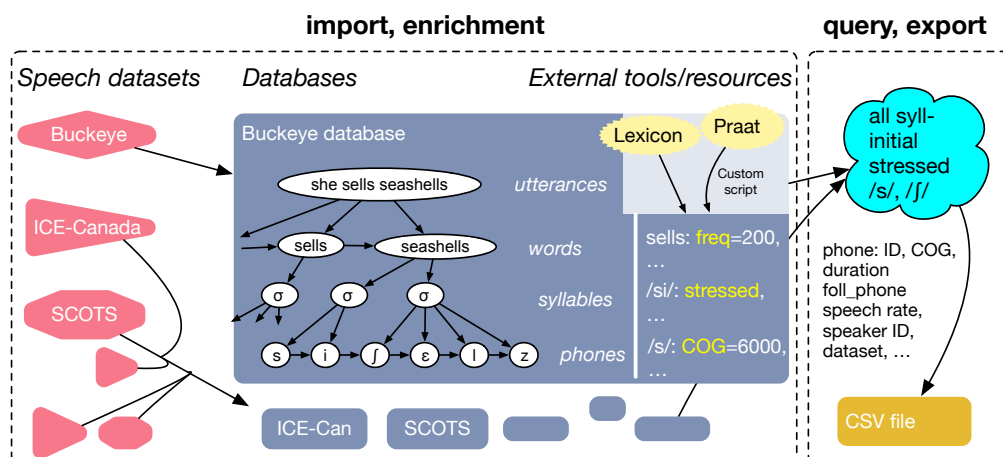 import, enrichment
query, export
Speech datasets
Databases
External tools/resources
Buckeye
ICE-Canada
SCOTS
Buckeye database
Lexicon
Praat
Custom
script
she sells seashells
utterances
sells
seashells
words
σ
σ
σ
syllables
s
i
ʃ
ɛ
l
z
phones
sells: freq=200,
…
/si/: stressed,
…
/s/: COG=6000,
…
ICE-Can
SCOTS
all syll-
initial
stressed
/s/, /ʃ/
phone: ID, COG,
duration
foll_phone
speech rate,
speaker ID,
dataset, …
CSV file